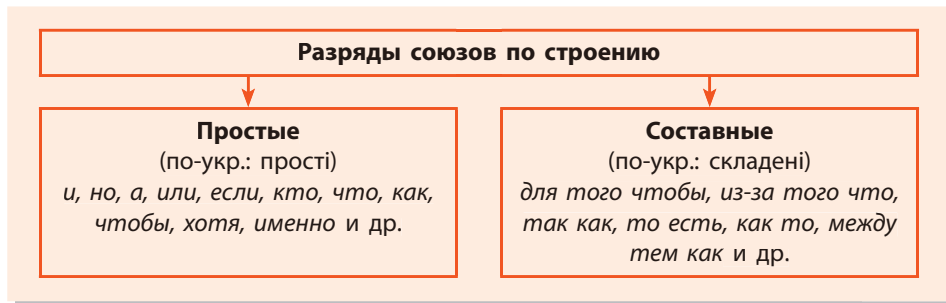 Разряды союзов по строению
Простые
(по-укр.: прості)
и, но, а, или, если, кто, что, как,
чтобы, хотя, именно и др.
Составные
(по-укр.: складені)
для того чтобы, из-за того что,
так как, то есть, как то, между
тем как и др.